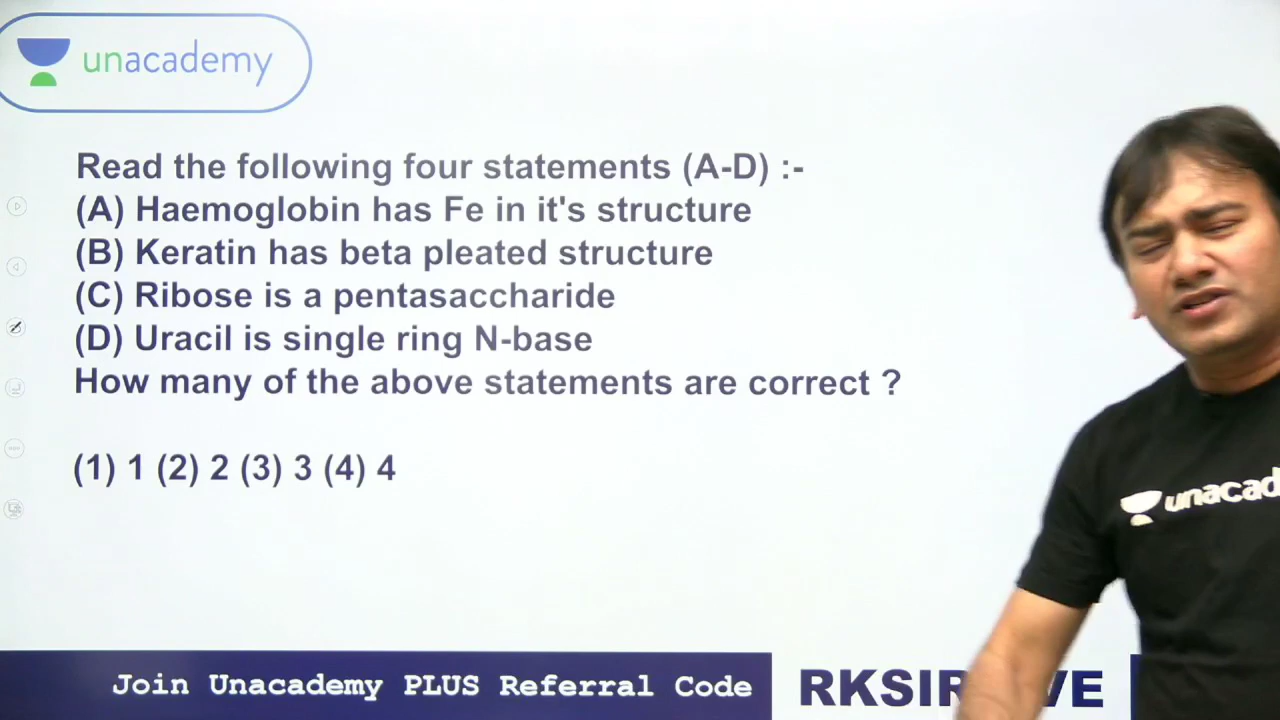 unacademy
Read the following four statements (A-D) :-
(A) Haemoglobin has Fe in it's structure
(B) Keratin has beta pleated structure
(C) Ribose is a pentasaccharide
(D) Uracil is single ring N-base
How many of the above statements are correct ?
(1) 1 (2) 2 (3) 3 (4) 4
unacad
Join Unacademy PLUS Referral Code